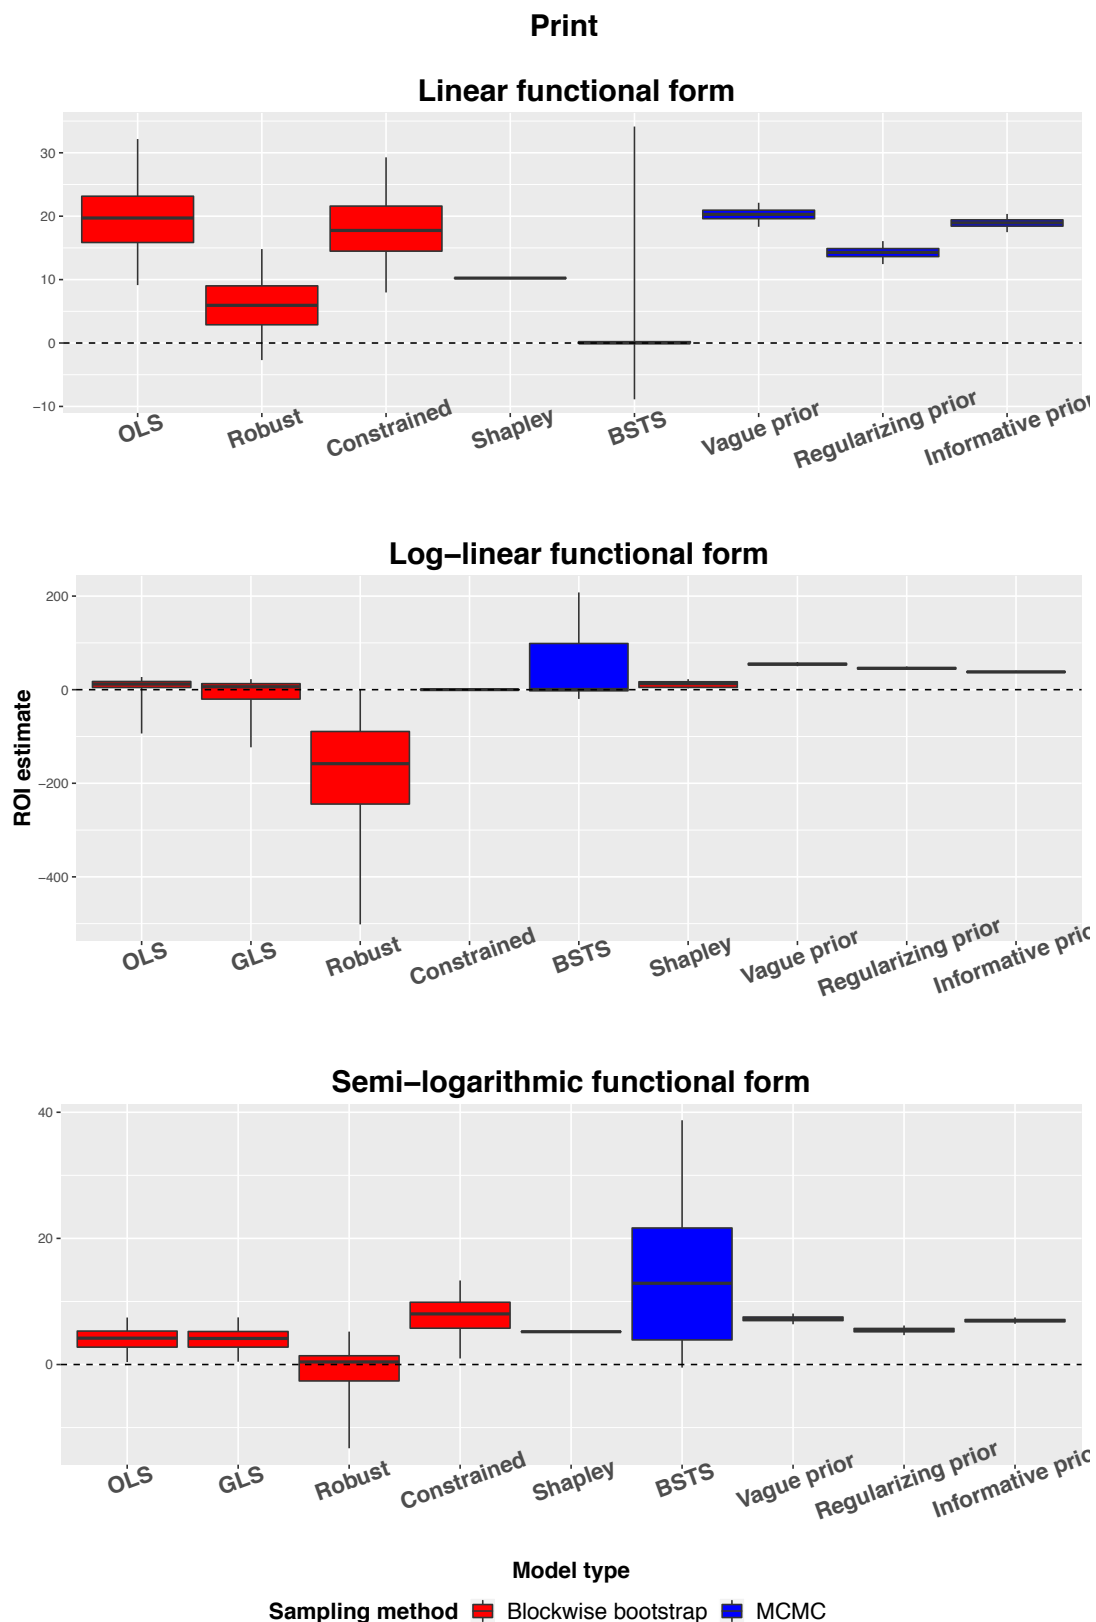 Print
Linear functional form
30
20
10
0
−10
OLS
Robust
Constrained
Shapley
BSTS
Vague prior
Regularizing prior
Informative prior
Log−linear functional form
ROI estimate
200
0
−200
−400
OLS
GLS
Robust
Constrained
BSTS
Shapley
Vague prior
Regularizing prior
Informative pric
Semi−logarithmic functional form
40
20
0
OLS
GLS
Robust
Constrained
Shapley
BSTS
Vague prior
Regularizing prior
Informative pric
Model type
Sampling method Blockwise bootstrap MCMC